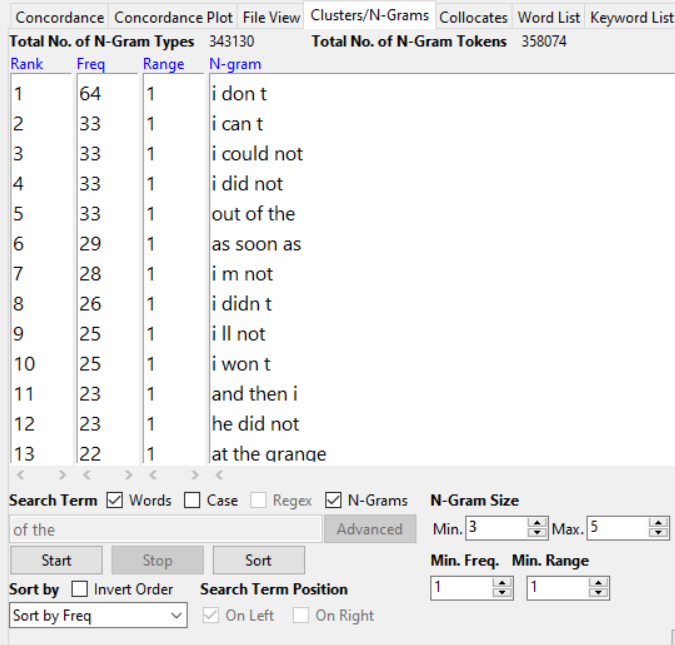 Concordance Concordance Plot File View Clusters/N-Grams Collocates Word List Keyword List
Total No. of N-Gram Types 343130 Total No. of N-Gram Tokens 358074
Rank Freq Range N-gram
1 64 1 i don t
2 33 1 i can t
3 33 1 i could not
4 33 1 i did not
5 33 1 out of the
6 29 1 as soon as
7 28 1 i m not
8 26 1 i didn t
9 25 1 i ll not
10 25 1 i won t
11 23 1 and then i
12 23 1 he did not
13 22 1 at the grange
Search Term Words Case Regex N-Grams N-Gram Size
of the Advanced Min. 3 Max. 5
Start Stop Sort Min. Freq. Min. Range
Sort by Invert Order Search Term Position 1 1
Sort by Freq On Left On Right